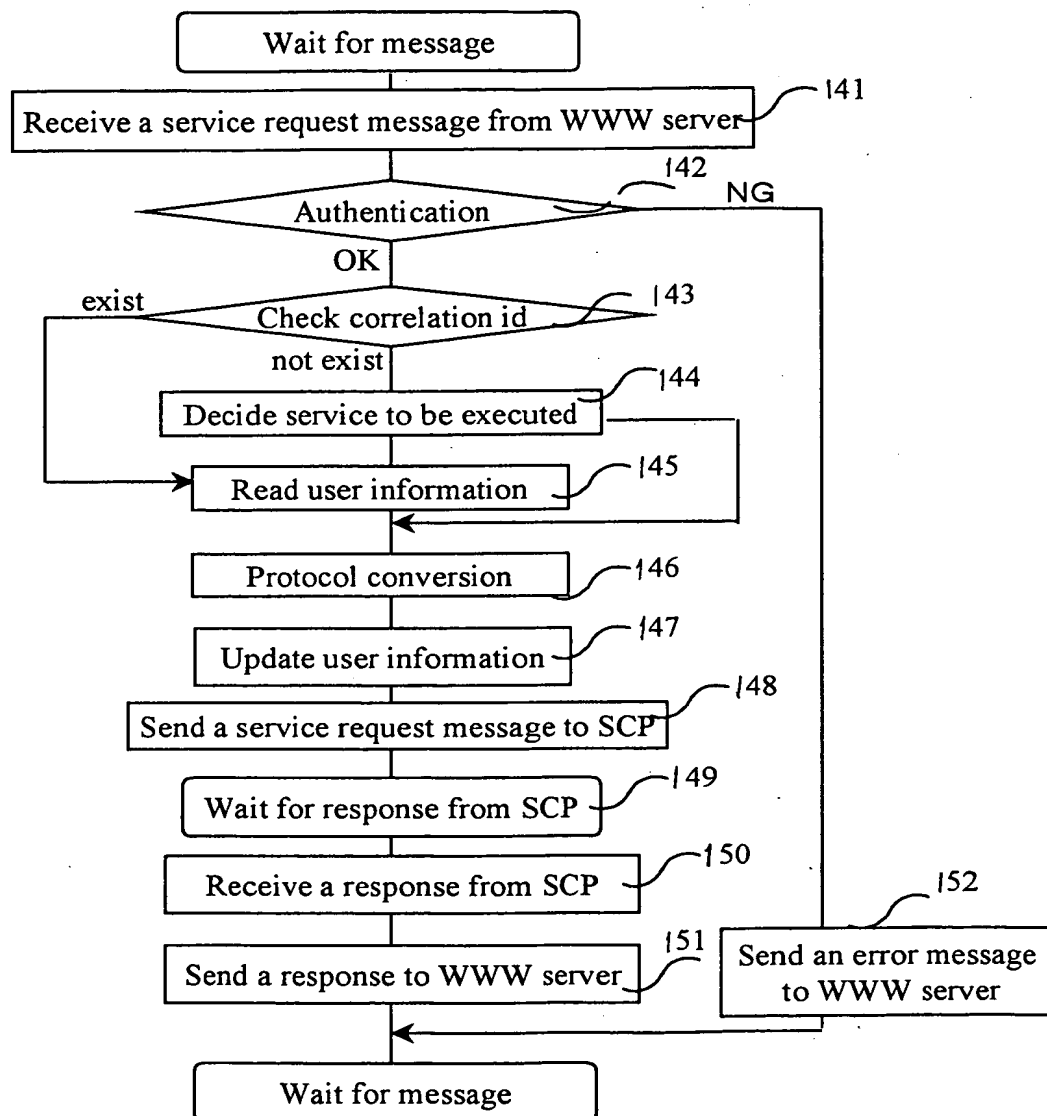 Wait for message
141
Receive a service request message from WWW server
142
Authentication
NG
OK
exist
143
Check correlation id
not exist
144
Decide service to be executed
145
Read user information
Protocol conversion
146
147
Update user information
148
Send a service request message to SCP
149
Wait for response from SCP
150
Receive a response from SCP
152
151
Send a response to WWW server
Send an error message
to WWW server
Wait for message